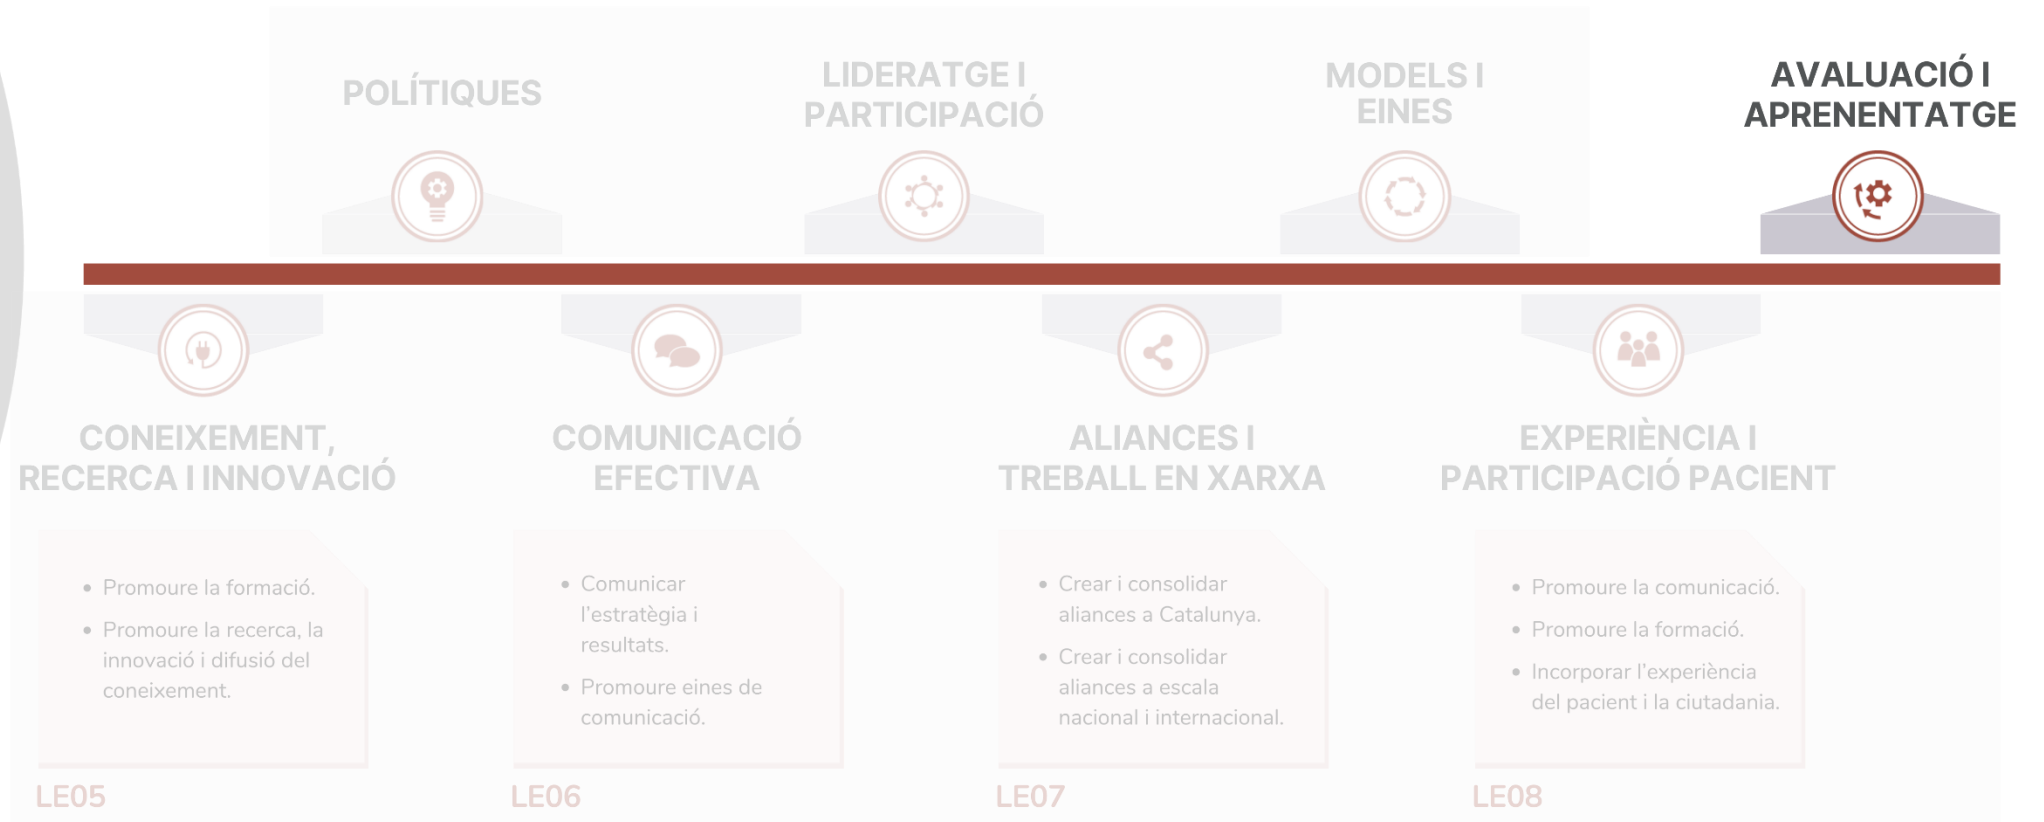 POLÍTIQUES
LIDERATGE I
PARTICIPACIÓ
MODELS I
EINES
AVALUACIÓ I
APRENENTATGE
CONEIXEMENT,
RECERCA I INNOVACIÓ
• Promoure la formació.
• Promoure la recerca, la
innovació i difusió del
coneixement.
LE05
COMUNICACIÓ
EFECTIVA
• Comunicar
l’estratègia i
resultats.
• Promoure eines de
comunicació.
LE06
ALIANCES I
TREBALL EN XARXA
• Crear i consolidar
aliances a Catalunya.
• Crear i consolidar
aliances a escala
nacional i internacional.
LE07
EXPERIÈNCIA I
PARTICIPACIÓ PACIENT
• Promoure la comunicació.
• Promoure la formació.
• Incorporar l’experiència
del pacient i la ciutadania.
LE08